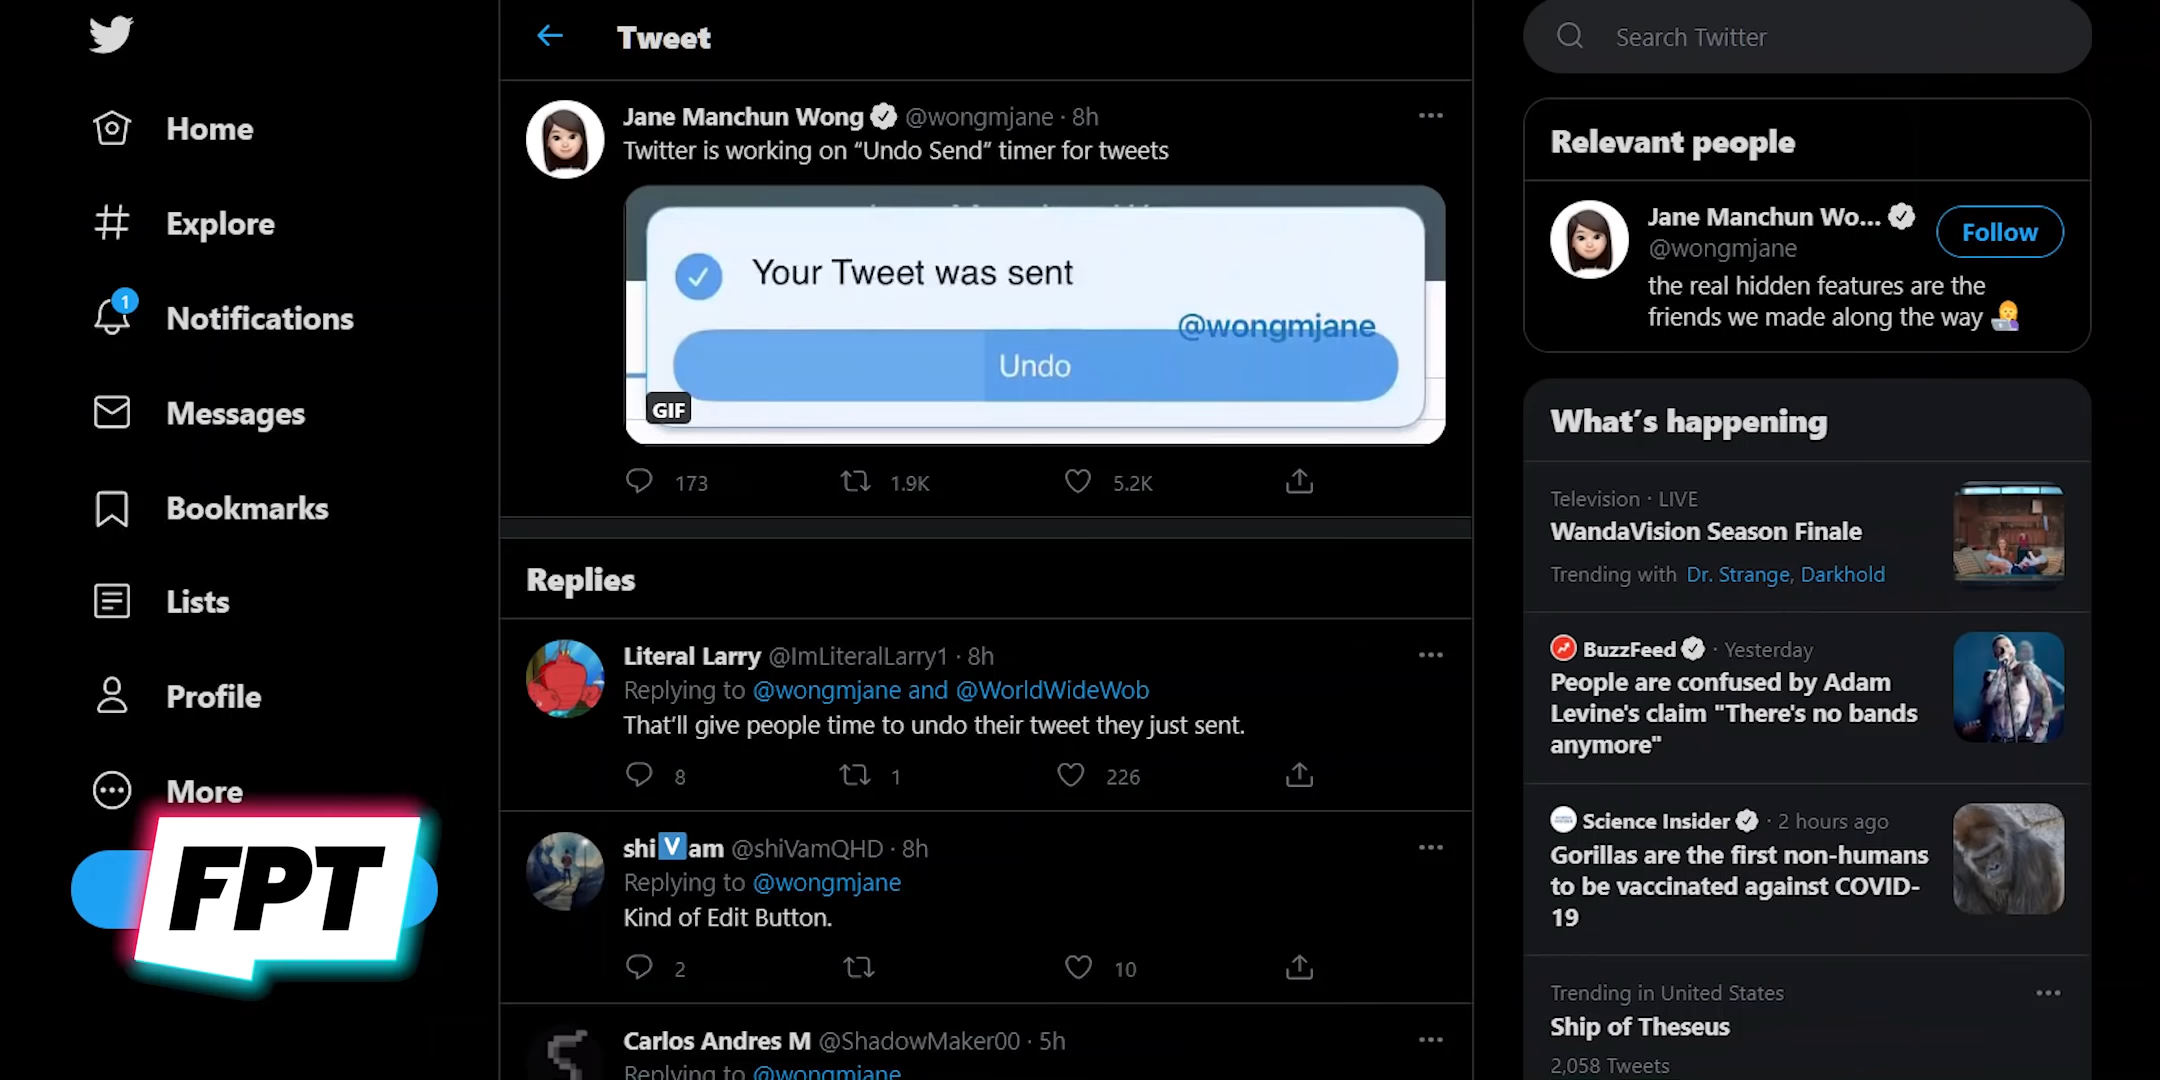 Home
Explore
1
Notifications
Messages
Bookmarks
Lists
Profile
More
FPT
Tweet
Jane Manchun Wong @wongmjane · 8h
Twitter is working on “Undo Send” timer for tweets
Your Tweet was sent
@wongmjane
Undo
GIF
173 1.9K 5.2K
Replies
Literal Larry @ImLiteralLarry1 · 8h
Replying to @wongmjane and @WorldWideWob
That’ll give people time to undo their tweet they just sent.
8 1 226
shi V am @shiVamQHD · 8h
Replying to @wongmjane
Kind of Edit Button.
2 10
Carlos Andres M @ShadowMaker00 · 5h
Replying to @wongmjane
Search Twitter
Relevant people
Jane Manchun Wo...
@wongmjane
Follow
the real hidden features are the
friends we made along the way
What’s happening
Television · LIVE
WandaVision Season Finale
Trending with Dr. Strange, Darkhold
BuzzFeed · Yesterday
People are confused by Adam
Levine's claim "There's no bands
anymore"
Science Insider · 2 hours ago
Gorillas are the first non-humans
to be vaccinated against COVID-
19
Trending in United States
Ship of Theseus
2,058 Tweets